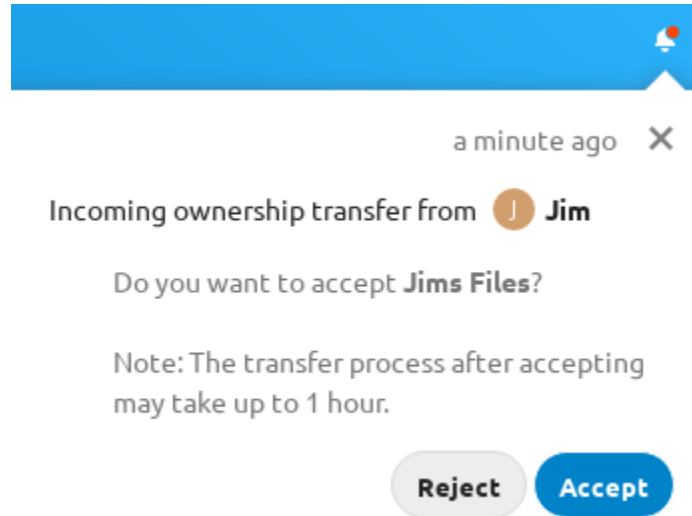 a minute ago
Incoming ownership transfer from J Jim
Do you want to accept Jims Files?
Note: The transfer process after accepting
may take up to 1 hour.
Reject Accept